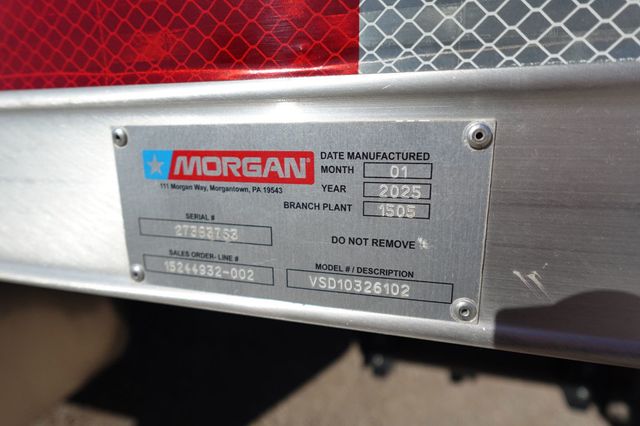 MORGAN®
111 Morgan Way, Morgantown, PA 19543
DATE MANUFACTURED
MONTH 01
YEAR 2025
BRANCH PLANT 1505
SERIAL #
DO NOT REMOVE
SALES ORDER- LINE #
15244932-002
MODEL # / DESCRIPTION
VSD10326102